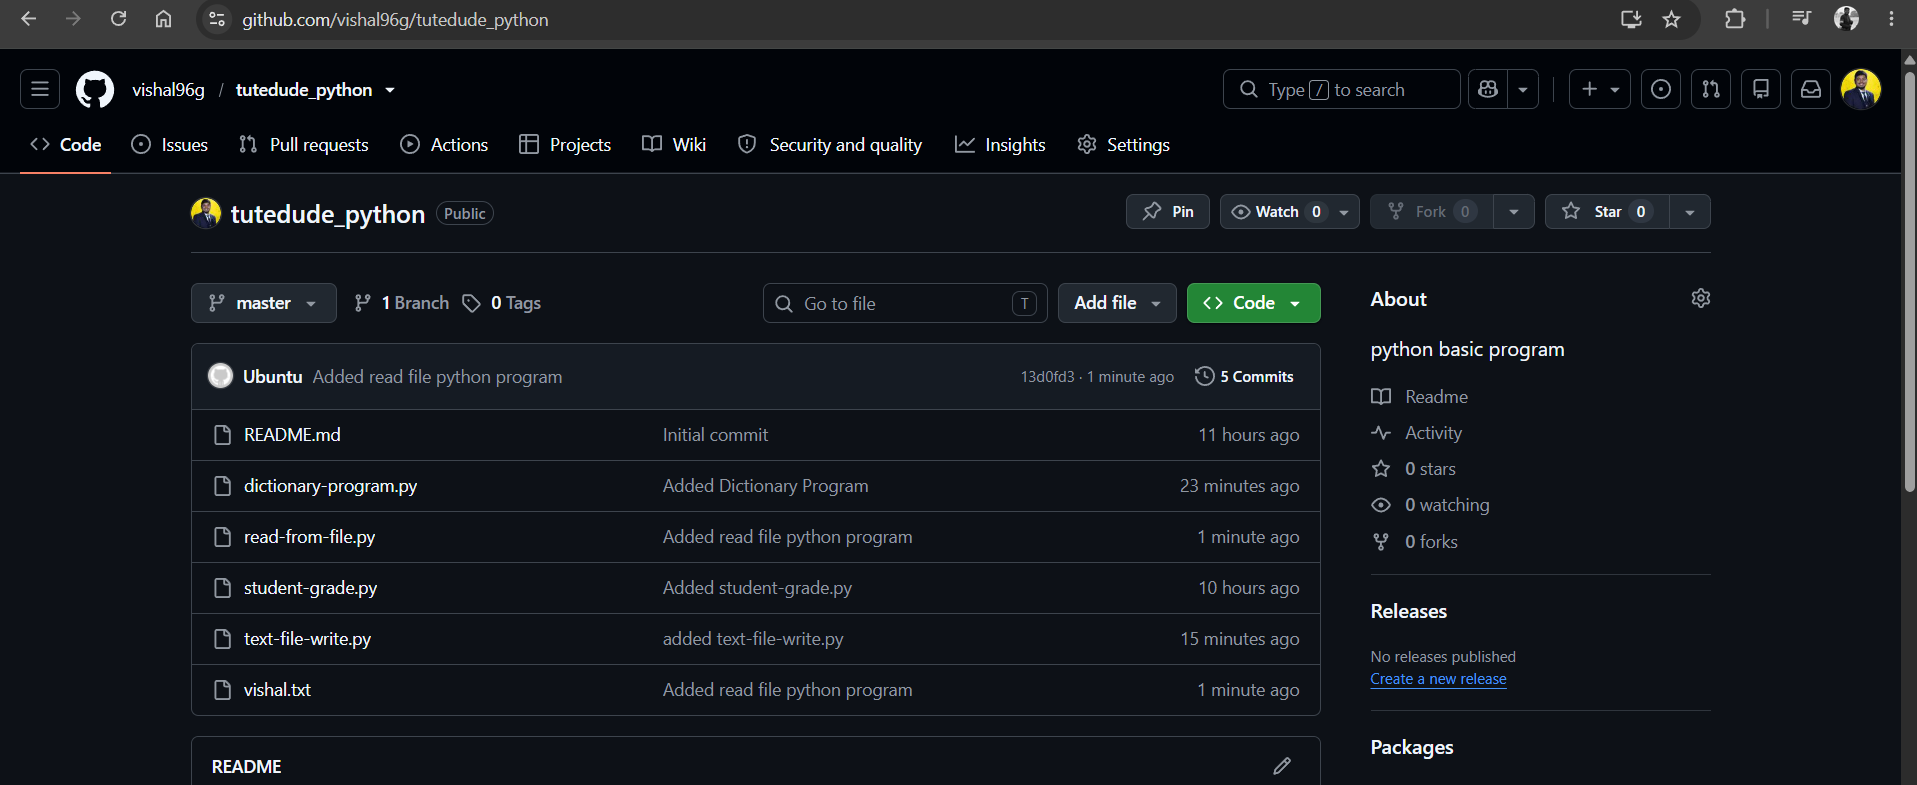 github.com/vishal96g/tutedude_python
vishal96g / tutedude_python
Type / to search
Code Issues Pull requests Actions Projects Wiki Security and quality Insights Settings
tutedude_python Public
Pin Watch 0 Fork 0 Star 0
master 1 Branch 0 Tags Go to file T Add file Code
Ubuntu Added read file python program 13d0fd3 · 1 minute ago 5 Commits
README.md Initial commit 11 hours ago
dictionary-program.py Added Dictionary Program 23 minutes ago
read-from-file.py Added read file python program 1 minute ago
student-grade.py Added student-grade.py 10 hours ago
text-file-write.py added text-file-write.py 15 minutes ago
vishal.txt Added read file python program 1 minute ago
README
About
python basic program
Readme
Activity
0 stars
0 watching
0 forks
Releases
No releases published
Create a new release
Packages